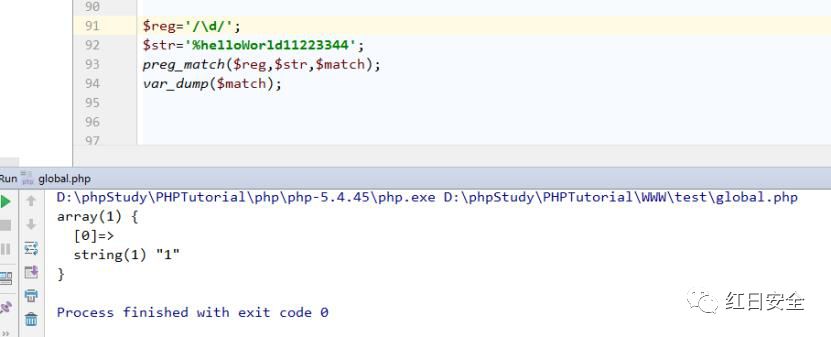 90
91 $reg='/\d/';
92 $str='%helloWorld11223344';
93 preg_match($reg,$str,$match);
94 var_dump($match);
95
96
97
Run global.php
D:\phpStudy\PHPTutorial\php\php-5.4.45\php.exe D:\phpStudy\PHPTutorial\WWW\test\global.php
array(1) {
[0]=>
string(1) "1"
}
Process finished with exit code 0
红日安全